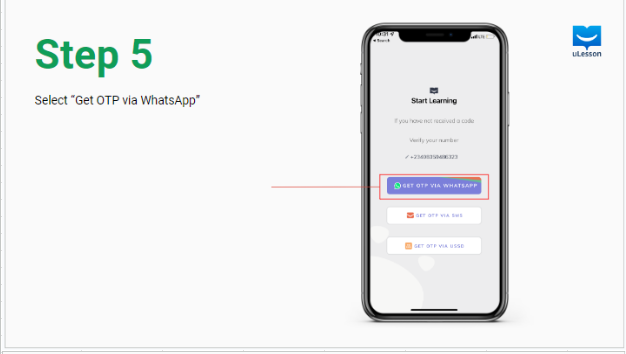 Step 5
uLesson
Select “Get OTP via WhatsApp”
Search
Start Learning
If you have not received a code
Verify your number
GET OTP VIA WHATSAPP
GET OTP VIA SMS
GET OTP VIA USSD